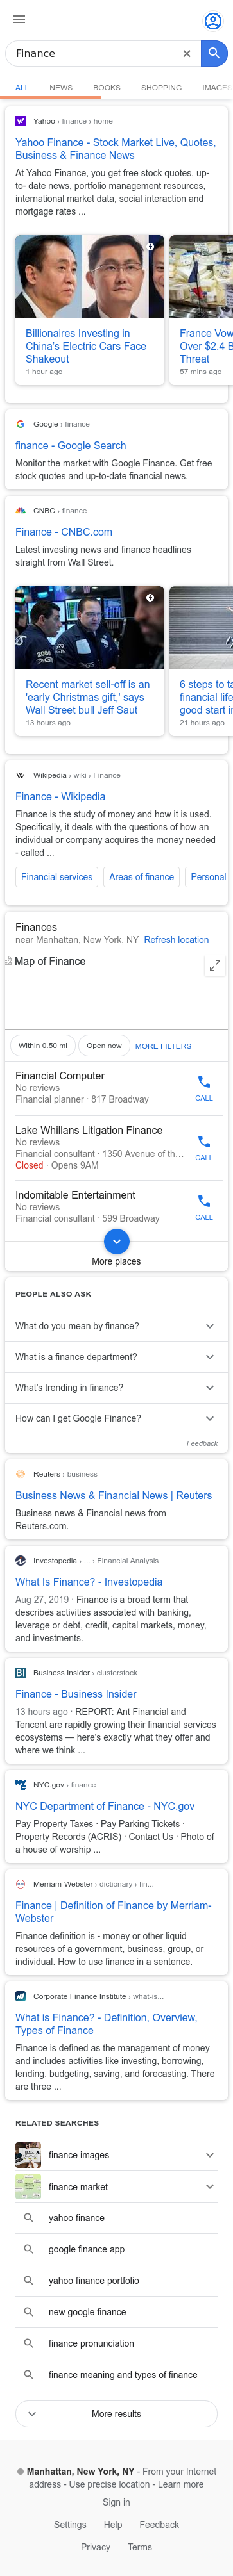 Finance
ALL NEWS BOOKS SHOPPING IMAGES
Yahoo › finance › home
Yahoo Finance - Stock Market Live, Quotes,
Business & Finance News
At Yahoo Finance, you get free stock quotes, up-
to-date news, portfolio management resources,
international market data, social interaction and
mortgage rates ...
Billionaires Investing in
China's Electric Cars Face
Shakeout
1 hour ago
France Vow
Over $2.4 B
Threat
57 mins ago
Google › finance
finance - Google Search
Monitor the market with Google Finance. Get free
stock quotes and up-to-date financial news.
CNBC › finance
Finance - CNBC.com
Latest investing news and finance headlines
straight from Wall Street.
Recent market sell-off is an
'early Christmas gift,' says
Wall Street bull Jeff Saut
13 hours ago
6 steps to ta
financial life
good start in
21 hours ago
W Wikipedia › wiki › Finance
Finance - Wikipedia
Finance is the study of money and how it is used.
Specifically, it deals with the questions of how an
individual or company acquires the money needed
- called ...
Financial services Areas of finance Personal
Finances
near Manhattan, New York, NY Refresh location
Map of Finance
Within 0.50 mi Open now MORE FILTERS
Financial Computer
No reviews
Financial planner · 817 Broadway
CALL
Lake Whillans Litigation Finance
No reviews
Financial consultant · 1350 Avenue of th...
Closed · Opens 9AM
CALL
Indomitable Entertainment
No reviews
Financial consultant · 599 Broadway
CALL
More places
PEOPLE ALSO ASK
What do you mean by finance?
What is a finance department?
What's trending in finance?
How can I get Google Finance?
Feedback
Reuters › business
Business News & Financial News | Reuters
Business news & Financial news from
Reuters.com.
Investopedia › ... › Financial Analysis
What Is Finance? - Investopedia
Aug 27, 2019 · Finance is a broad term that
describes activities associated with banking,
leverage or debt, credit, capital markets, money,
and investments.
BI Business Insider › clusterstock
Finance - Business Insider
13 hours ago · REPORT: Ant Financial and
Tencent are rapidly growing their financial services
ecosystems — here's exactly what they offer and
where we think ...
NYC.gov › finance
NYC Department of Finance - NYC.gov
Pay Property Taxes · Pay Parking Tickets ·
Property Records (ACRIS) · Contact Us · Photo of
a house of worship ...
Merriam-Webster › dictionary › fin...
Finance | Definition of Finance by Merriam-
Webster
Finance definition is - money or other liquid
resources of a government, business, group, or
individual. How to use finance in a sentence.
Corporate Finance Institute › what-is...
What is Finance? - Definition, Overview,
Types of Finance
Finance is defined as the management of money
and includes activities like investing, borrowing,
lending, budgeting, saving, and forecasting. There
are three ...
RELATED SEARCHES
finance images
finance market
yahoo finance
google finance app
yahoo finance portfolio
new google finance
finance pronunciation
finance meaning and types of finance
More results
Manhattan, New York, NY - From your Internet
address - Use precise location - Learn more
Sign in
Settings Help Feedback
Privacy Terms